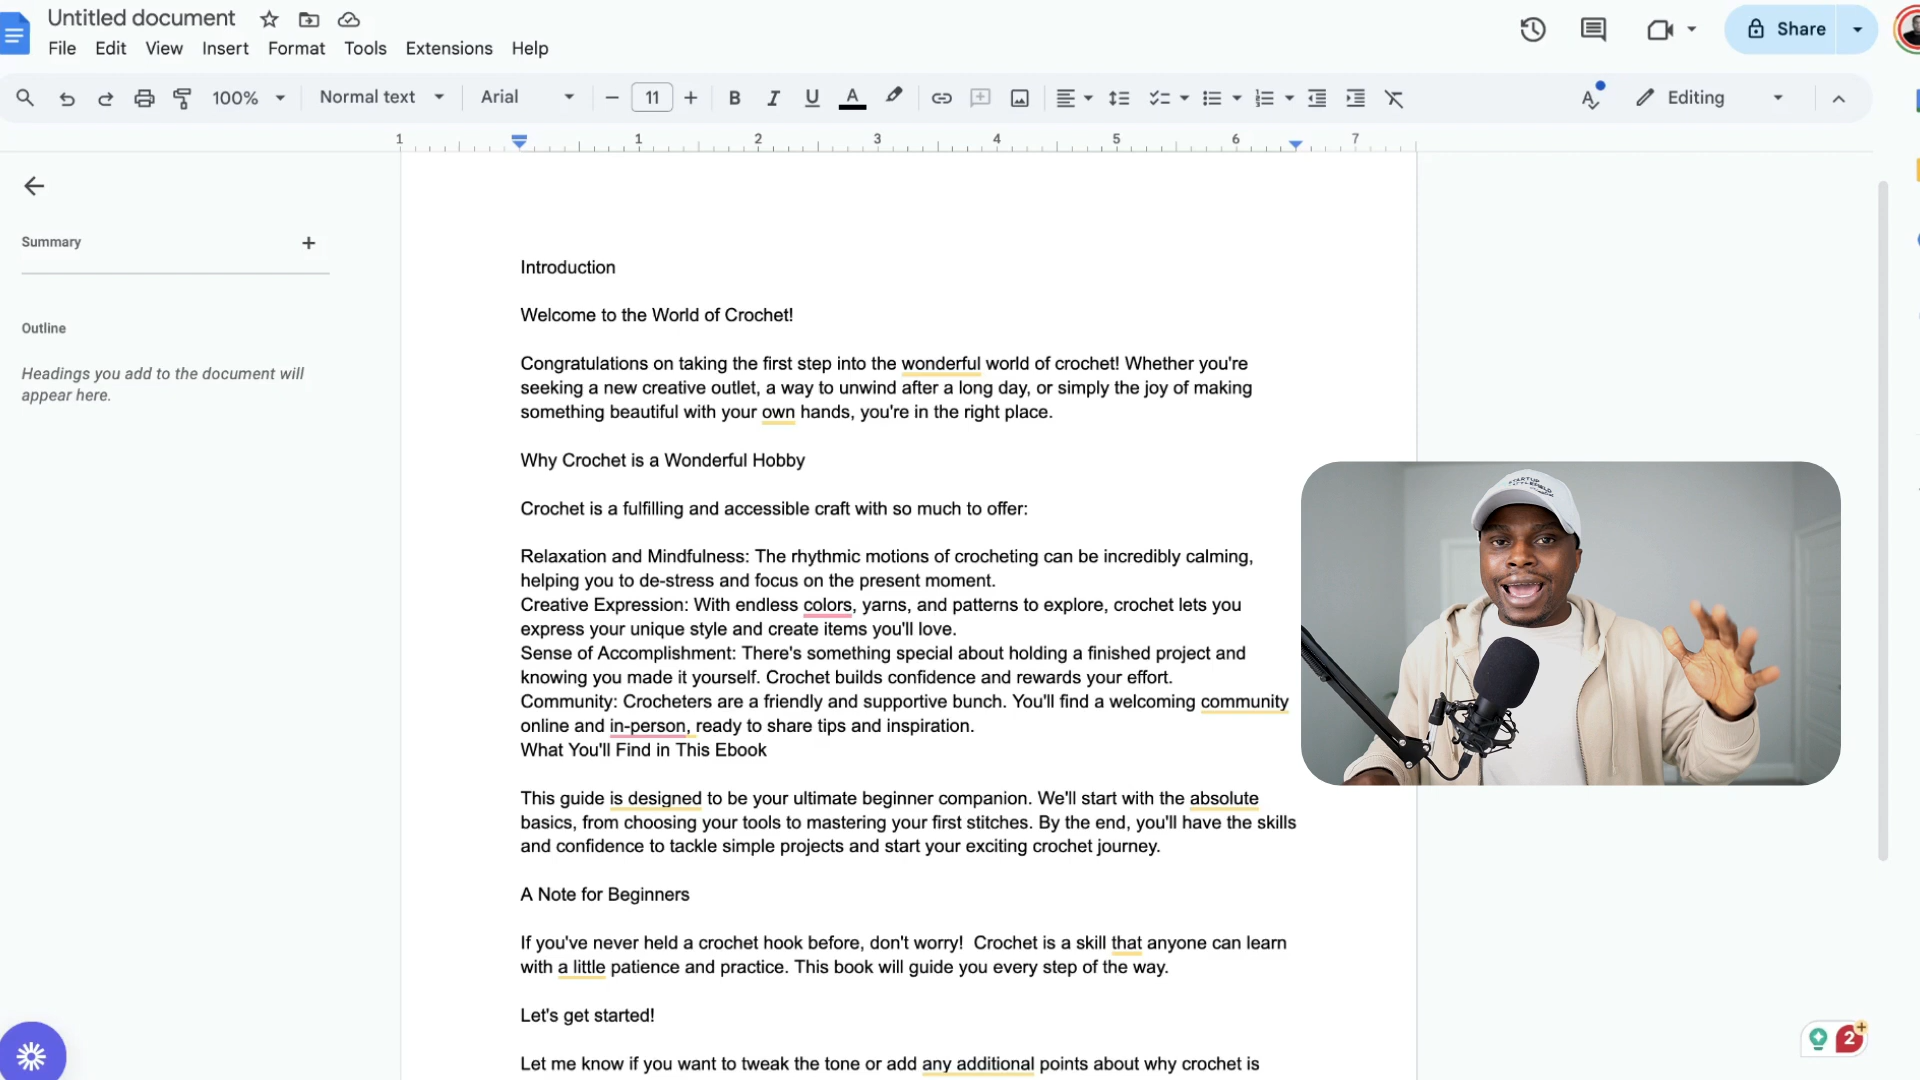 Untitled document
File Edit View Insert Format Tools Extensions Help
Share
100% Normal text Arial 11 B I U A Editing
1 1 2 3 4 5 6 7
Summary
Outline
Headings you add to the document will
appear here.
Introduction
Welcome to the World of Crochet!
Congratulations on taking the first step into the wonderful world of crochet! Whether you're
seeking a new creative outlet, a way to unwind after a long day, or simply the joy of making
something beautiful with your own hands, you're in the right place.
Why Crochet is a Wonderful Hobby
Crochet is a fulfilling and accessible craft with so much to offer:
Relaxation and Mindfulness: The rhythmic motions of crocheting can be incredibly calming,
helping you to de-stress and focus on the present moment.
Creative Expression: With endless colors, yarns, and patterns to explore, crochet lets you
express your unique style and create items you'll love.
Sense of Accomplishment: There's something special about holding a finished project and
knowing you made it yourself. Crochet builds confidence and rewards your effort.
Community: Crocheters are a friendly and supportive bunch. You'll find a welcoming community
online and in-person, ready to share tips and inspiration.
What You'll Find in This Ebook
This guide is designed to be your ultimate beginner companion. We'll start with the absolute
basics, from choosing your tools to mastering your first stitches. By the end, you'll have the skills
and confidence to tackle simple projects and start your exciting crochet journey.
A Note for Beginners
If you've never held a crochet hook before, don't worry!  Crochet is a skill that anyone can learn
with a little patience and practice. This book will guide you every step of the way.
Let's get started!
Let me know if you want to tweak the tone or add any additional points about why crochet is
STARTUP
2